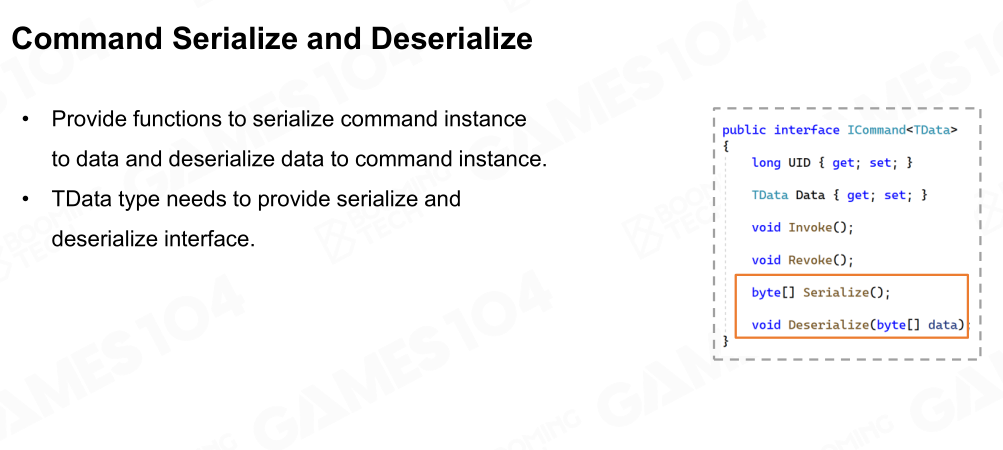 Command Serialize and Deserialize
• Provide functions to serialize command instance
to data and deserialize data to command instance.
• TData type needs to provide serialize and
deserialize interface.
public interface ICommand<TData>
{
long UID { get; set; }
TData Data { get; set; }
void Invoke();
void Revoke();
byte[] Serialize();
void Deserialize(byte[] data);
}
GAMES 104
BOOMING
TECH